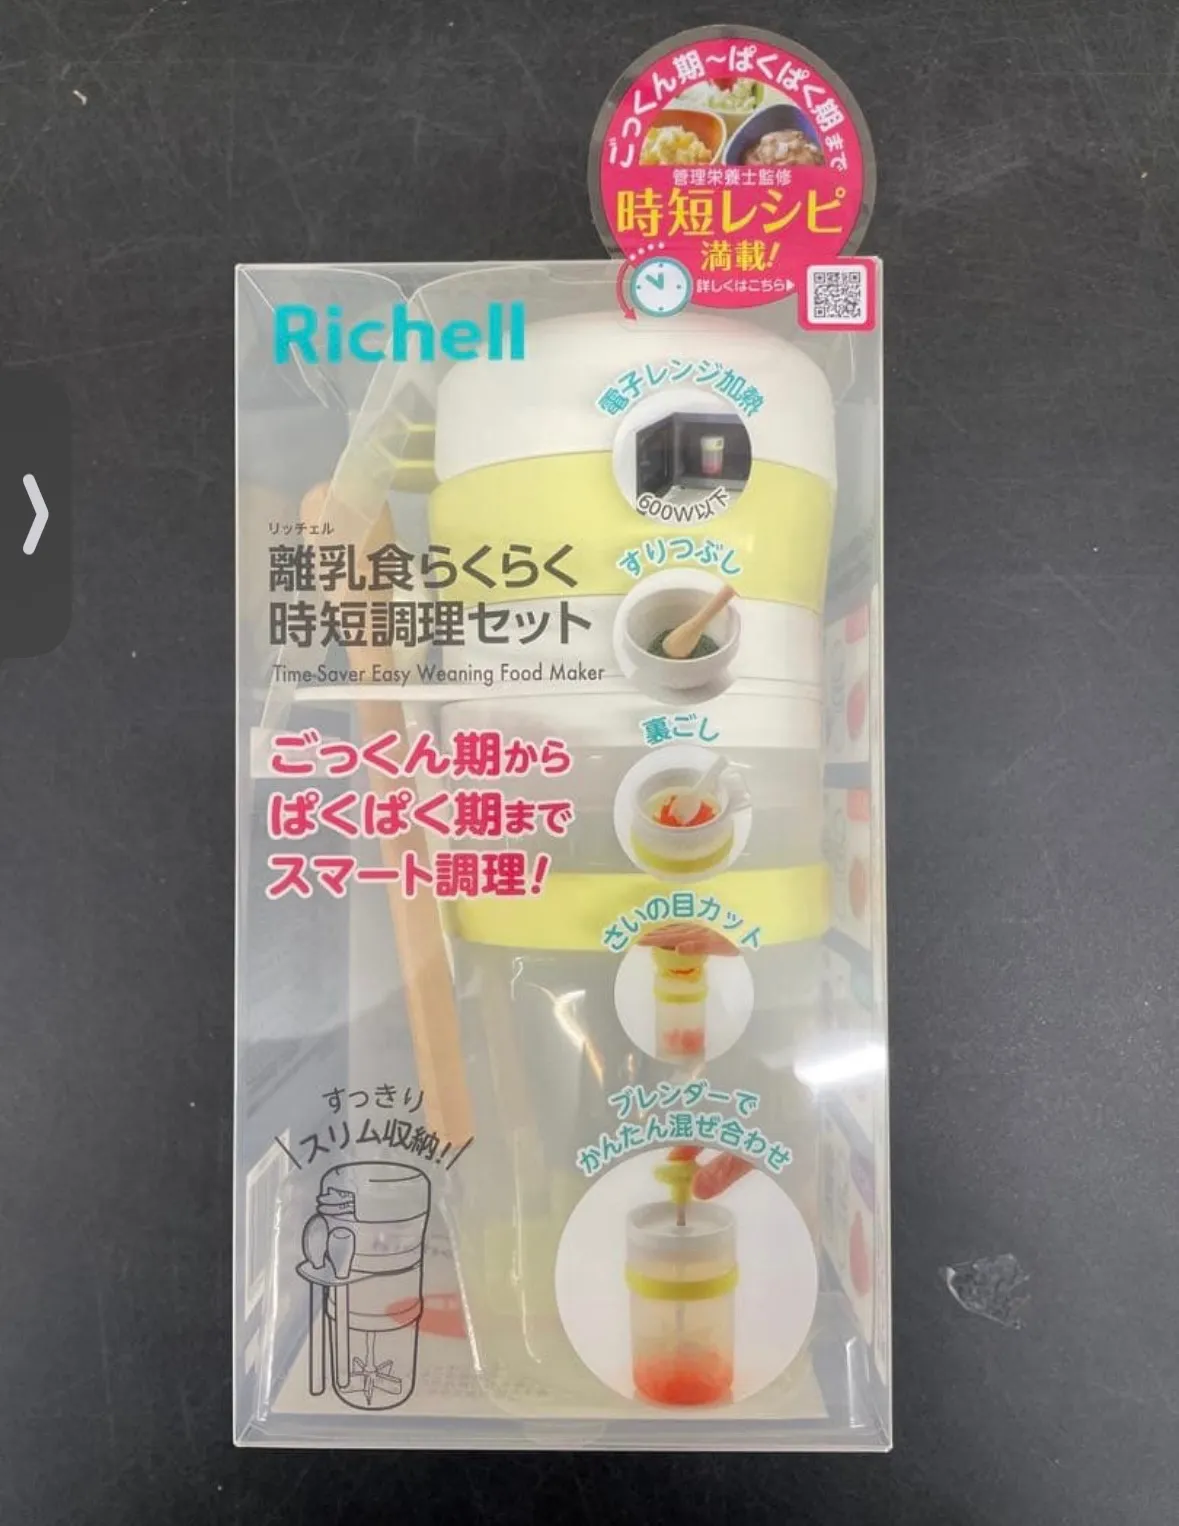 ごっくん期〜ぱくぱく期まで
管理栄養士監修
時短レシピ
満載!
詳しくはこちら▶
Richell
電子レンジ加熱
600W以下
リッチェル
離乳食らくらく
時短調理セット
Time-Saver Easy Weaning Food Maker
すりつぶし
裏ごし
ごっくん期から
ぱくぱく期まで
スマート調理!
さいの目カット
すっきり
スリム収納!
ブレンダーで
かんたん混ぜ合わせ